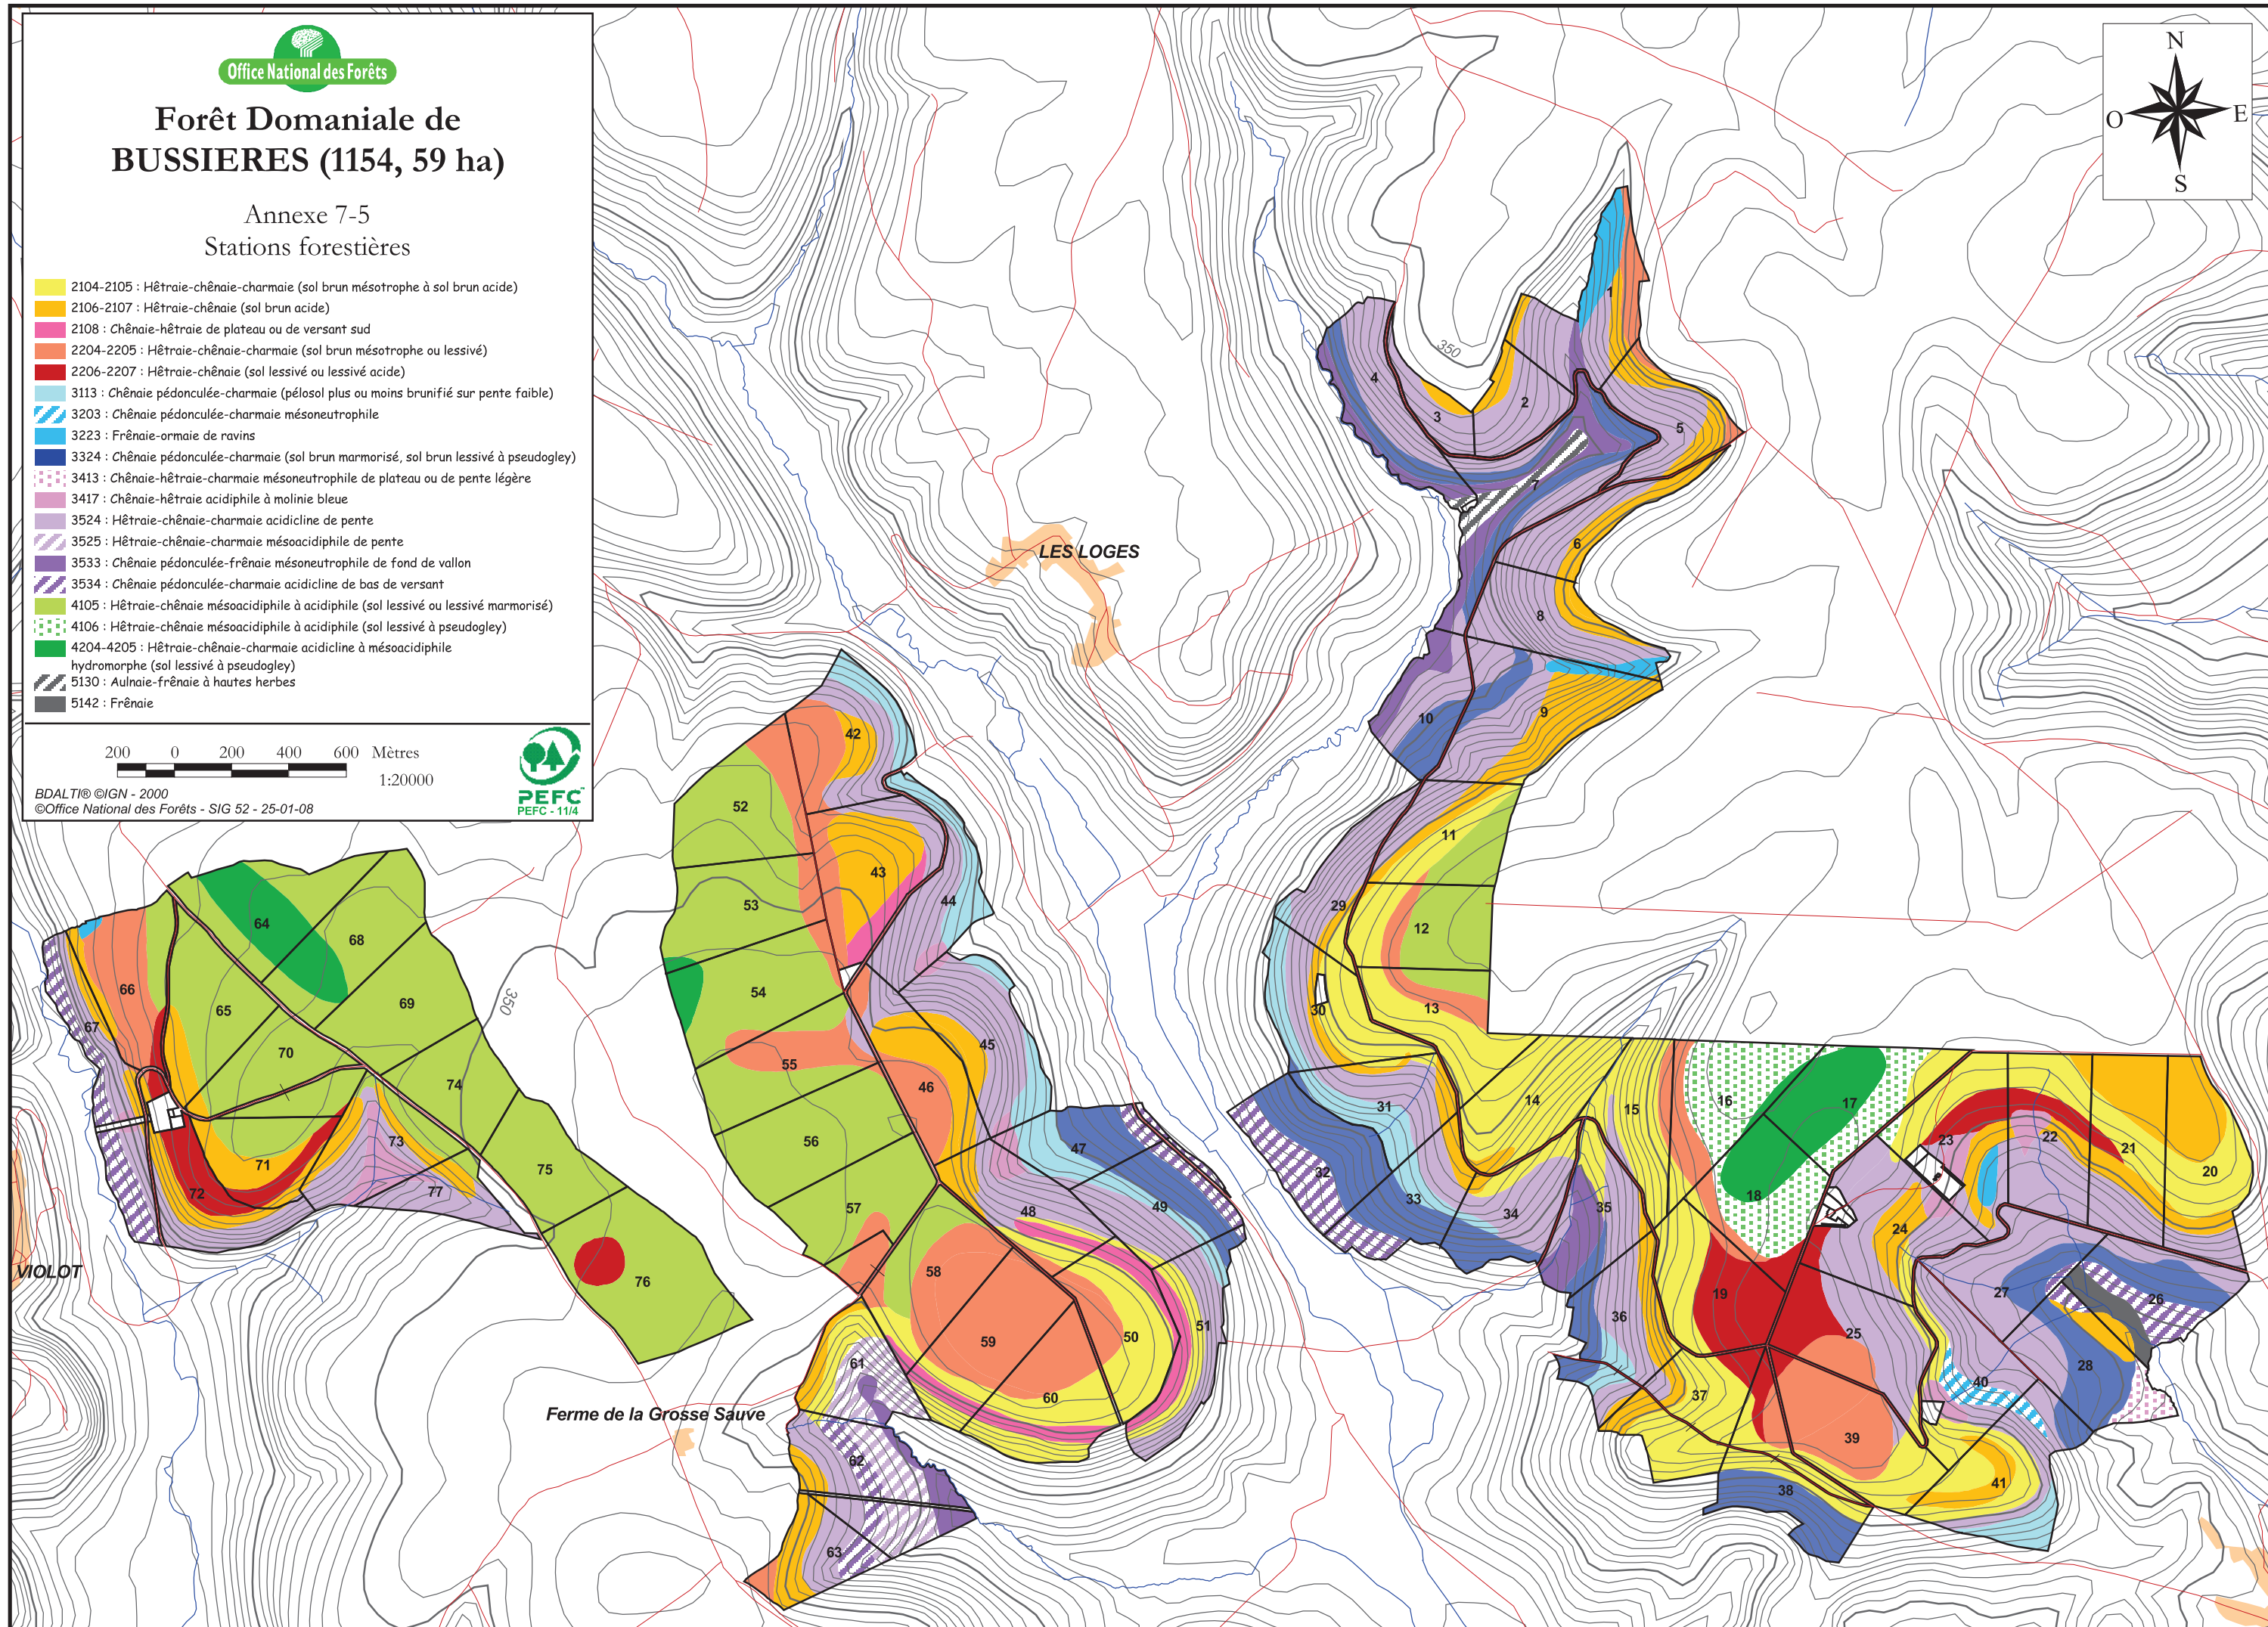 Office National des Forêts
Forêt Domaniale de
BUSSIERES (1154, 59 ha)
Annexe 7-5
Stations forestières
2104-2105 : Hêtraie-chênaie-charmaie (sol brun mésotrophe à sol brun acide)
2106-2107 : Hêtraie-chênaie (sol brun acide)
2108 : Chênaie-hêtraie de plateau ou de versant sud
2204-2205 : Hêtraie-chênaie-charmaie (sol brun mésotrophe ou lessivé)
2206-2207 : Hêtraie-chênaie (sol lessivé ou lessivé acide)
3113 : Chênaie pédonculée-charmaie (pélosol plus ou moins brunifié sur pente faible)
3203 : Chênaie pédonculée-charmaie mésoneutrophile
3223 : Frênaie-ormaie de ravins
3324 : Chênaie pédonculée-charmaie (sol brun marmorisé, sol brun lessivé à pseudogley)
3413 : Chênaie-hêtraie-charmaie mésoneutrophile de plateau ou de pente légère
3417 : Chênaie-hêtraie acidiphile à molinie bleue
3524 : Hêtraie-chênaie-charmaie acidicline de pente
3525 : Hêtraie-chênaie-charmaie mésoacidiphile de pente
3533 : Chênaie pédonculée-frênaie mésoneutrophile de fond de vallon
3534 : Chênaie pédonculée-charmaie acidicline de bas de versant
4105 : Hêtraie-chênaie mésoacidiphile à acidiphile (sol lessivé ou lessivé marmorisé)
4106 : Hêtraie-chênaie mésoacidiphile à acidiphile (sol lessivé à pseudogley)
4204-4205 : Hêtraie-chênaie-charmaie acidicline à mésoacidiphile
hydromorphe (sol lessivé à pseudogley)
5130 : Aulnaie-frênaie à hautes herbes
5142 : Frênaie
200 0 200 400 600 Mètres
1:20000
BDALTI® ©IGN - 2000
©Office National des Forêts - SIG 52 - 25-01-08
PEFC
PEFC - 11/4
N
O E
S
1
350
4
3
2
5
7
LES LOGES
6
8
10
9
42
52
11
43
53
44
29
12
64
68
54
66
65
69
350
13
30
67
45
70
55
46
74
31
14
15
16
17
56
47
73
71
75
23
22
21
20
32
33
18
72
77
57
48
49
34
35
24
VIOLOT
76
58
19
27
26
59
50
51
36
25
61
28
60
37
40
Ferme de la Grosse Sauve
39
62
41
38
63